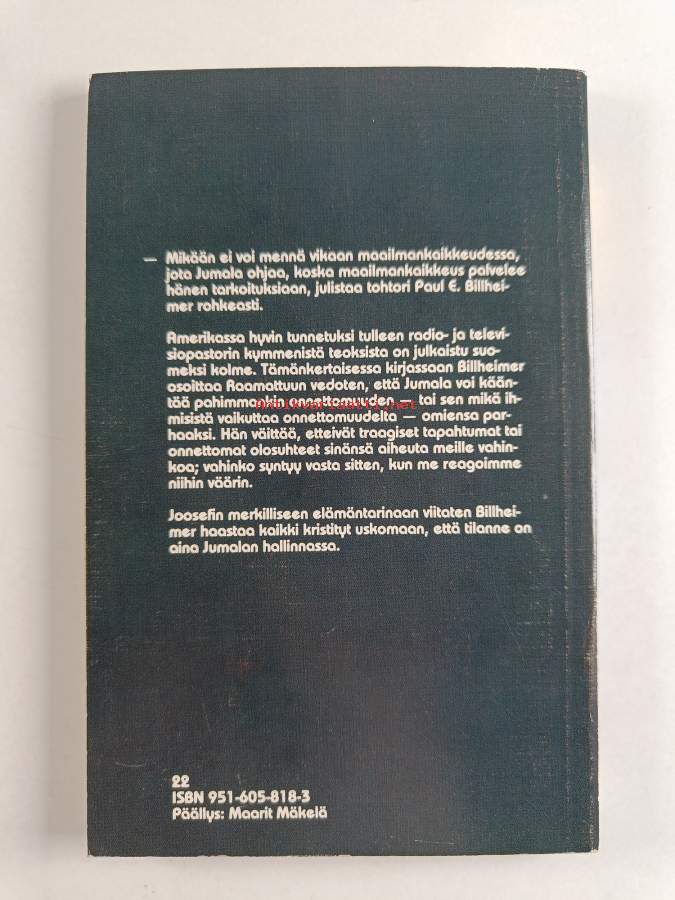 — Mikään ei voi mennä vikaan maailmankaikkeudessa,
jota Jumala ohjaa, koska maailmankaikkeus palvelee
hänen tarkoituksiaan, julistaa tohtori Paul E. Billhei-
mer rohkeasti.
Amerikassa hyvin tunnetuksi tulleen radio- ja televi-
siopastorin kymmenistä teoksista on julkaistu suo-
meksi kolme. Tämänkertaisessa kirjassaan Billheimer
osoittaa Raamattuun vedoten, että Jumala voi kään-
tää pahimmankin onnettomuuden — tai sen mikä ih-
misistä vaikuttaa onnettomuudelta — omiensa par-
haaksi. Hän väittää, etteivät traagiset tapahtumat tai
onnettomat olosuhteet sinänsä aiheuta meille vahin-
koa; vahinko syntyy vasta sitten, kun me reagoimme
niihin väärin.
Joosefin merkilliseen elämäntarinaan viitaten Billhei-
mer haastaa kaikki kristityt uskomaan, että tilanne on
aina Jumalan hallinnassa.
22
ISBN 951-605-818-3
Päällys: Maarit Mäkelä